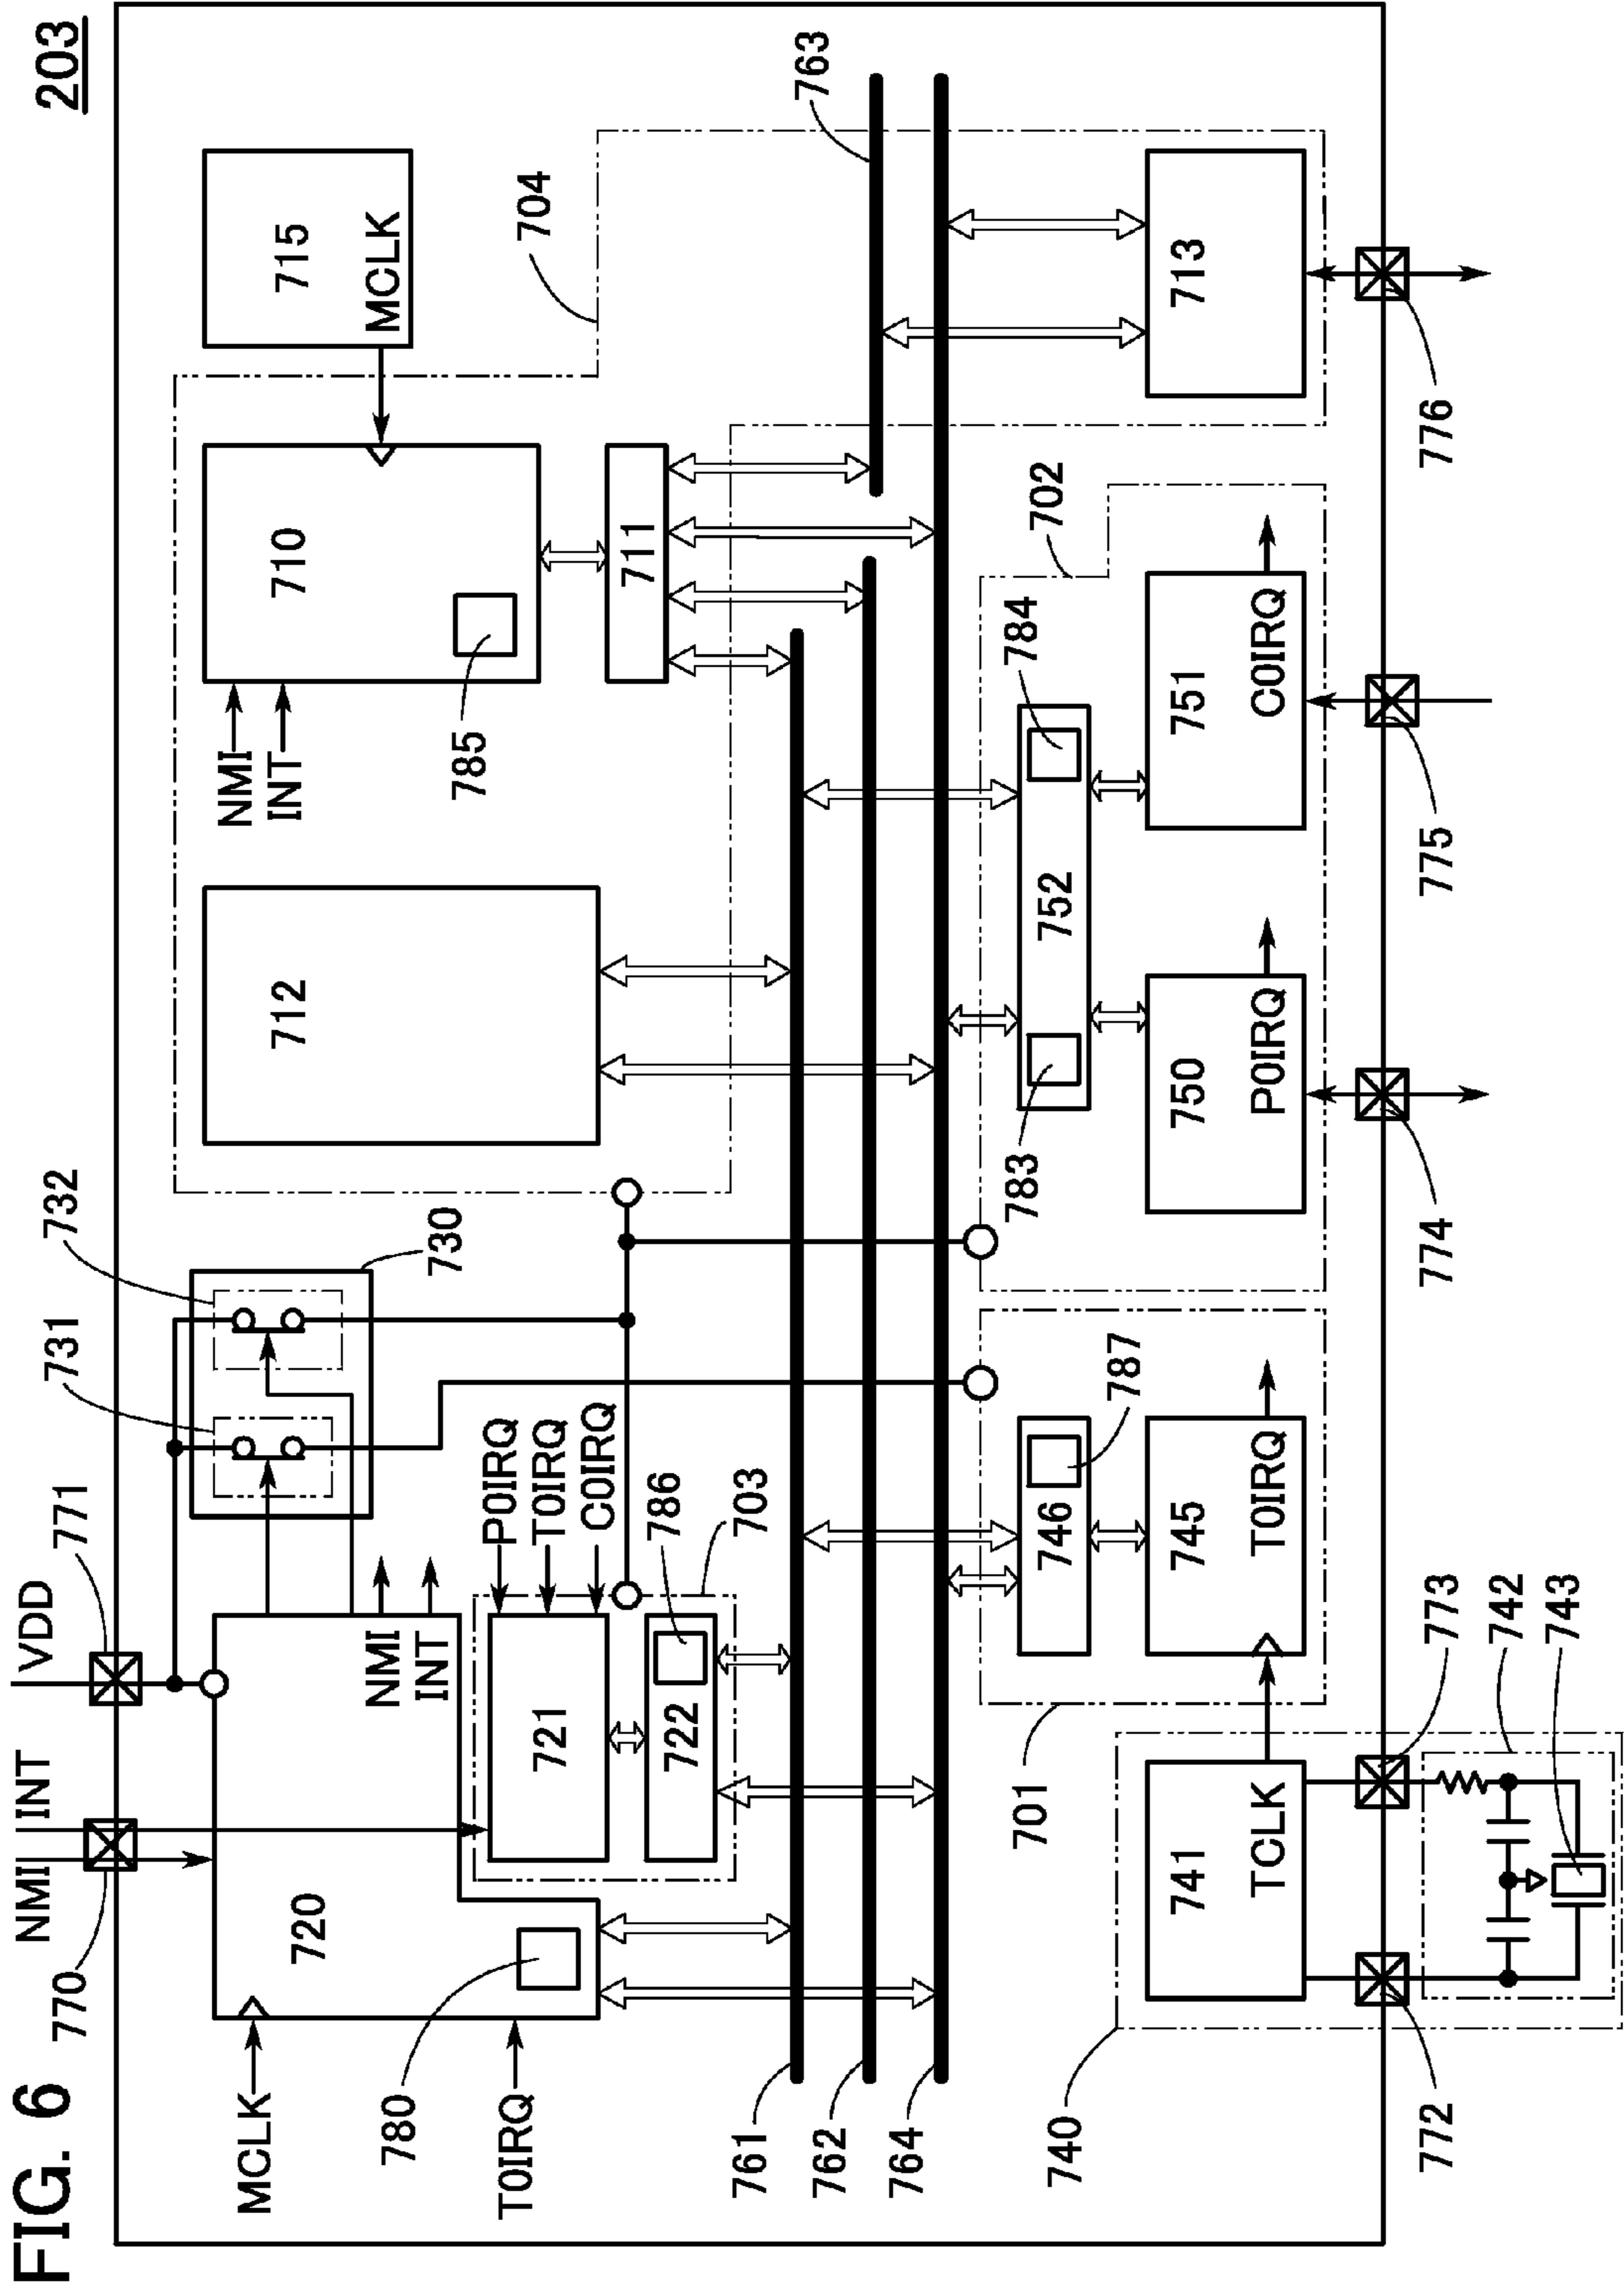 FIG. 6
203
NMI
INT
VDD
770
771
731
732
730
MCLK
720
780
T0IRQ
NMI
INT
721
722
786
703
P0IRQ
T0IRQ
C0IRQ
712
NMI
INT
710
785
711
715
MCLK
704
763
761
762
764
740
741
TCLK
701
746
787
745
T0IRQ
783
752
784
702
750
P0IRQ
751
C0IRQ
713
772
773
742
743
774
775
776